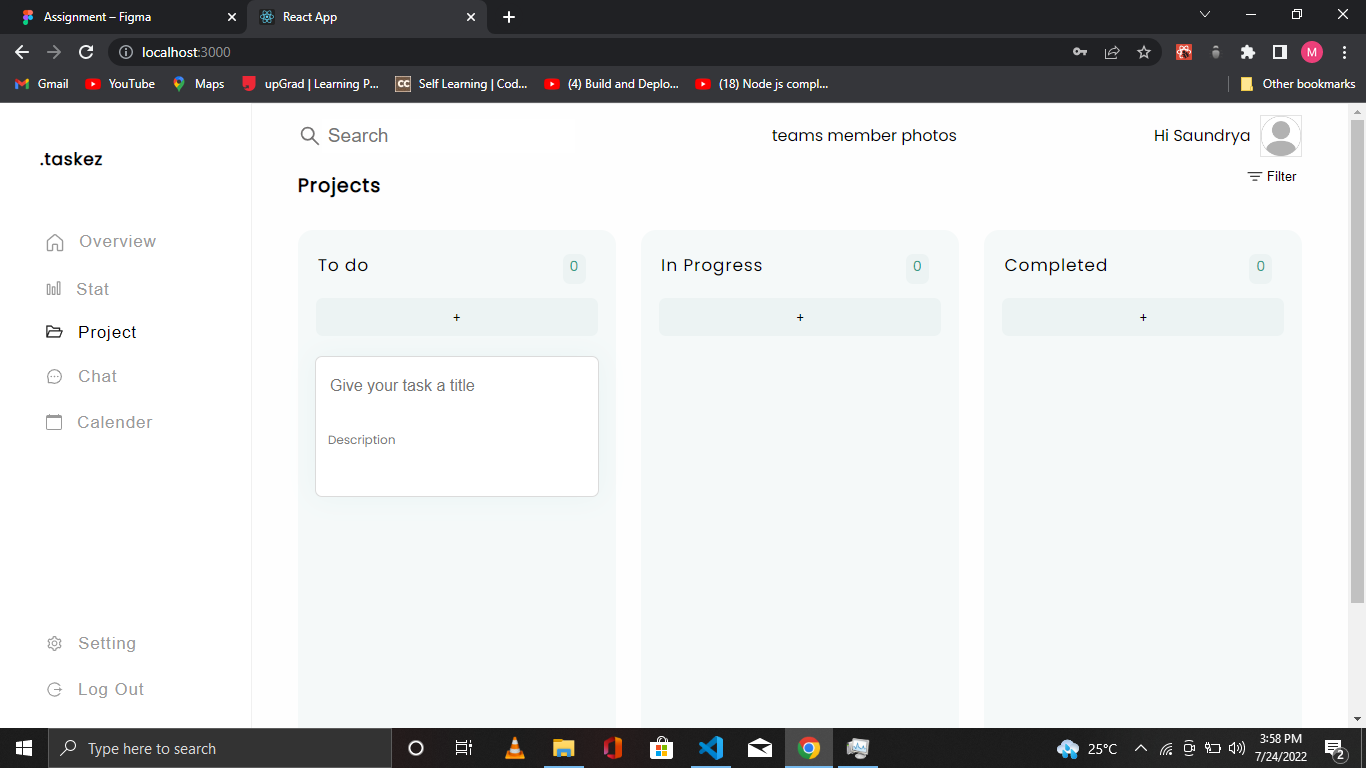 Assignment – Figma
React App
localhost:3000
Gmail
YouTube
Maps
upGrad | Learning P...
CC
Self Learning | Cod...
(4) Build and Deplo...
(18) Node js compl...
Other bookmarks
M
.taskez
Search
teams member photos
Hi Saundrya
Projects
Filter
Overview
Stat
Project
Chat
Calender
Setting
Log Out
To do
0
+
Give your task a title
Description
In Progress
0
+
Completed
0
+
Type here to search
25°C
3:58 PM
7/24/2022
2